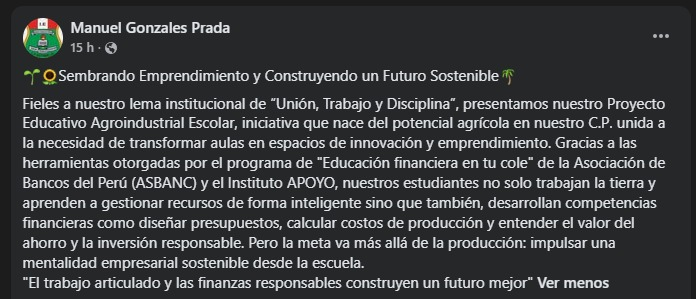 Manuel Gonzales Prada
15 h ·
🌱🌻Sembrando Emprendimiento y Construyendo un Futuro Sostenible🌴
Fieles a nuestro lema institucional de “Unión, Trabajo y Disciplina”, presentamos nuestro Proyecto
Educativo Agroindustrial Escolar, iniciativa que nace del potencial agrícola en nuestro C.P. unida a
la necesidad de transformar aulas en espacios de innovación y emprendimiento. Gracias a las
herramientas otorgadas por el programa de "Educación financiera en tu cole" de la Asociación de
Bancos del Perú (ASBANC) y el Instituto APOYO, nuestros estudiantes no solo trabajan la tierra y
aprenden a gestionar recursos de forma inteligente sino que también, desarrollan competencias
financieras como diseñar presupuestos, calcular costos de producción y entender el valor del
ahorro y la inversión responsable. Pero la meta va más allá de la producción: impulsar una
mentalidad empresarial sostenible desde la escuela.
"El trabajo articulado y las finanzas responsables construyen un futuro mejor" Ver menos